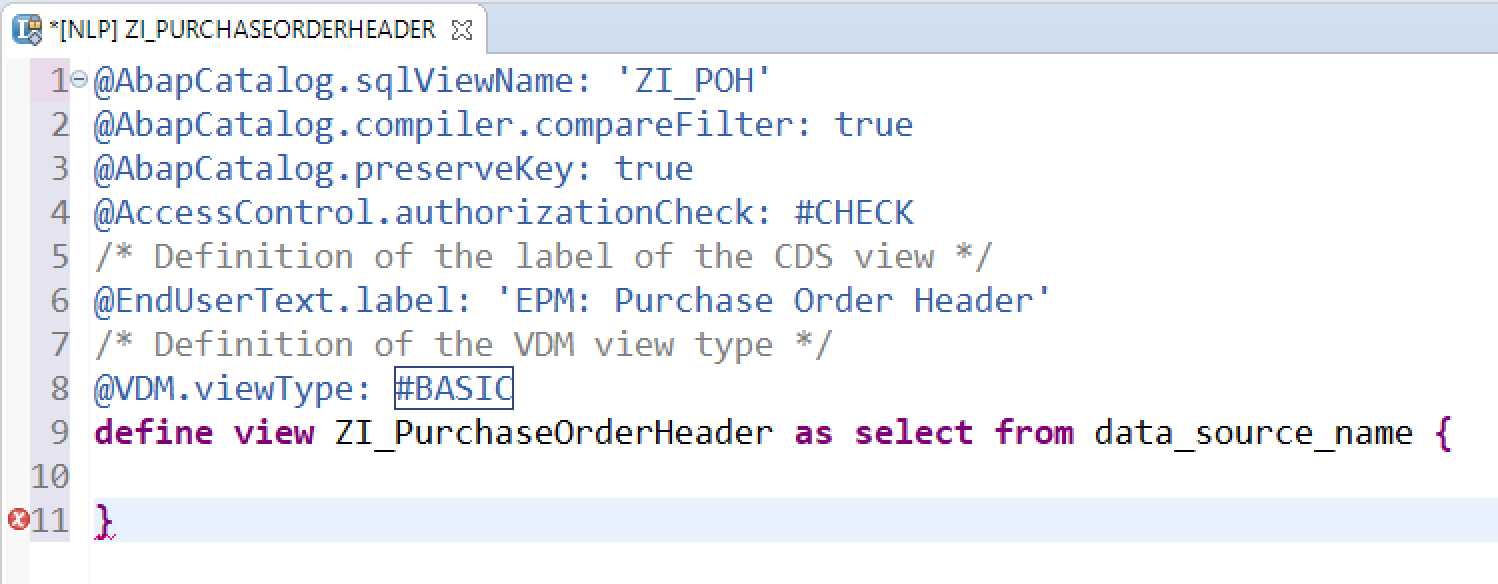 *[NLP] ZI_PURCHASEORDERHEADER
1 @AbapCatalog.sqlViewName: 'ZI_POH'
2 @AbapCatalog.compiler.compareFilter: true
3 @AbapCatalog.preserveKey: true
4 @AccessControl.authorizationCheck: #CHECK
5 /* Definition of the label of the CDS view */
6 @EndUserText.label: 'EPM: Purchase Order Header'
7 /* Definition of the VDM view type */
8 @VDM.viewType: #BASIC
9 define view ZI_PurchaseOrderHeader as select from data_source_name {
10
11 }